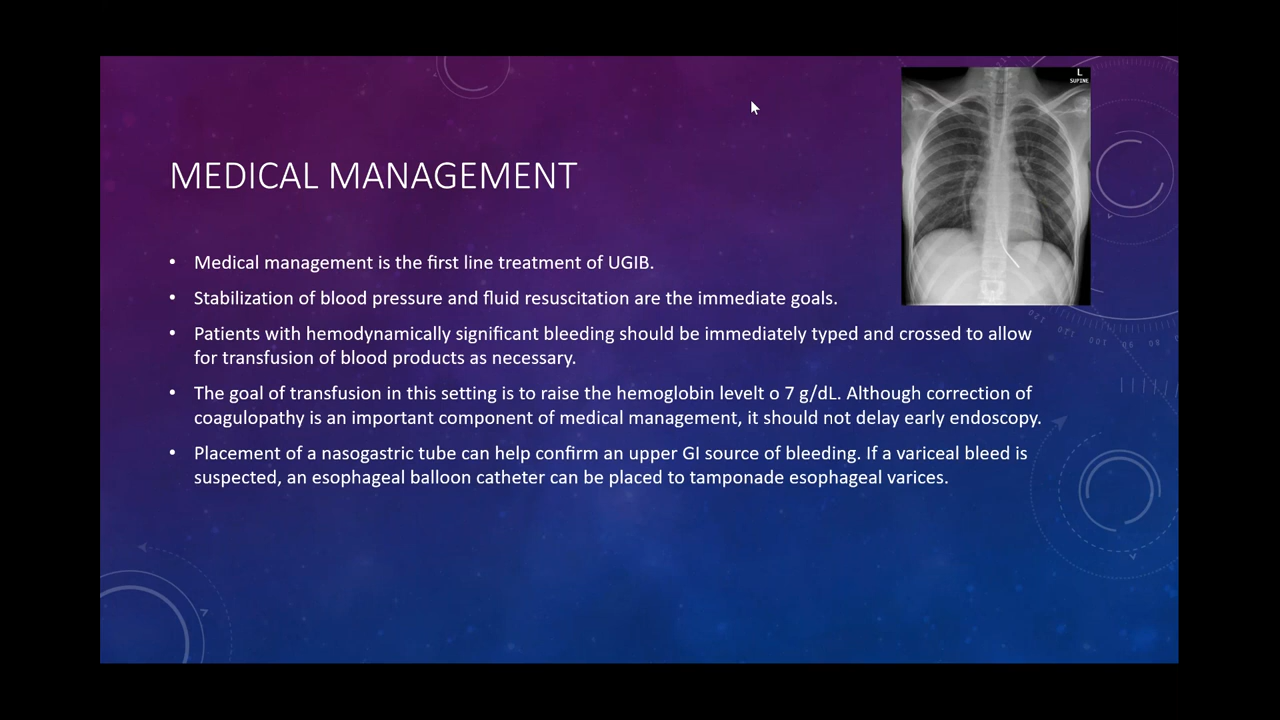 L
SUPINE
MEDICAL MANAGEMENT
• Medical management is the first line treatment of UGIB.
• Stabilization of blood pressure and fluid resuscitation are the immediate goals.
• Patients with hemodynamically significant bleeding should be immediately typed and crossed to allow
for transfusion of blood products as necessary.
• The goal of transfusion in this setting is to raise the hemoglobin levelt o 7 g/dL. Although correction of
coagulopathy is an important component of medical management, it should not delay early endoscopy.
• Placement of a nasogastric tube can help confirm an upper GI source of bleeding. If a variceal bleed is
suspected, an esophageal balloon catheter can be placed to tamponade esophageal varices.